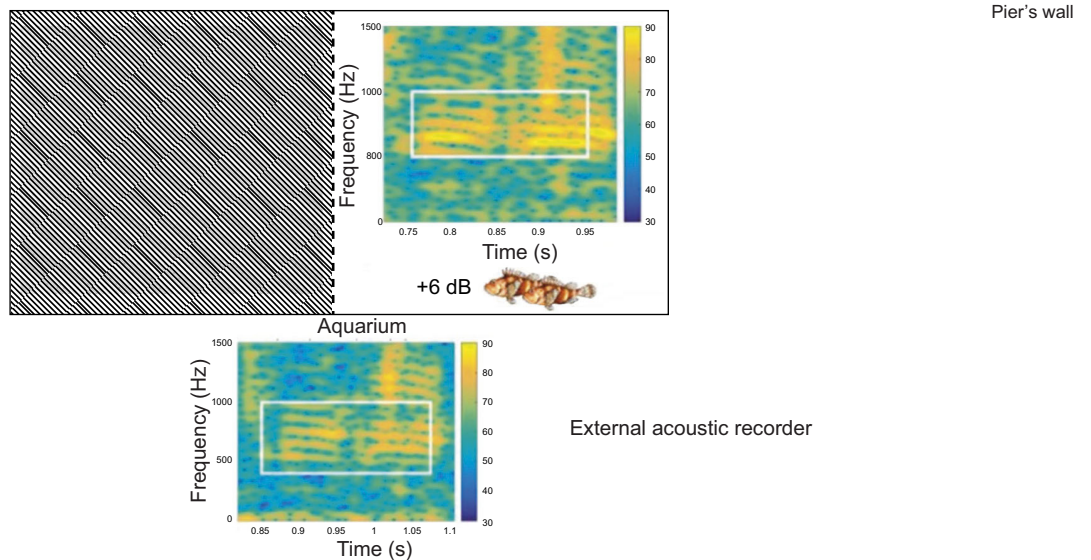 Pier's wall
1500
1000
800
0
Frequency (Hz)
0.75 0.8 0.85 0.9 0.95
Time (s)
90
80
70
60
50
40
30
+6 dB
Aquarium
1500
1000
500
0
Frequency (Hz)
0.85 0.9 0.95 1 1.05 1.1
Time (s)
90
80
70
60
50
40
30
External acoustic recorder